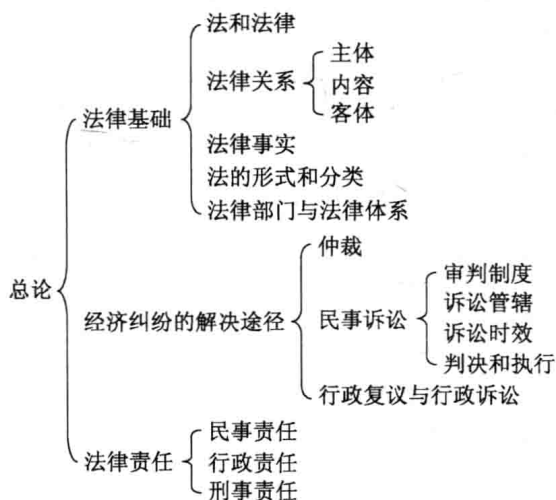 总论
法律基础
法和法律
法律关系
主体
内容
客体
法律事实
法的形式和分类
法律部门与法律体系
经济纠纷的解决途径
仲裁
民事诉讼
审判制度
诉讼管辖
诉讼时效
判决和执行
行政复议与行政诉讼
法律责任
民事责任
行政责任
刑事责任